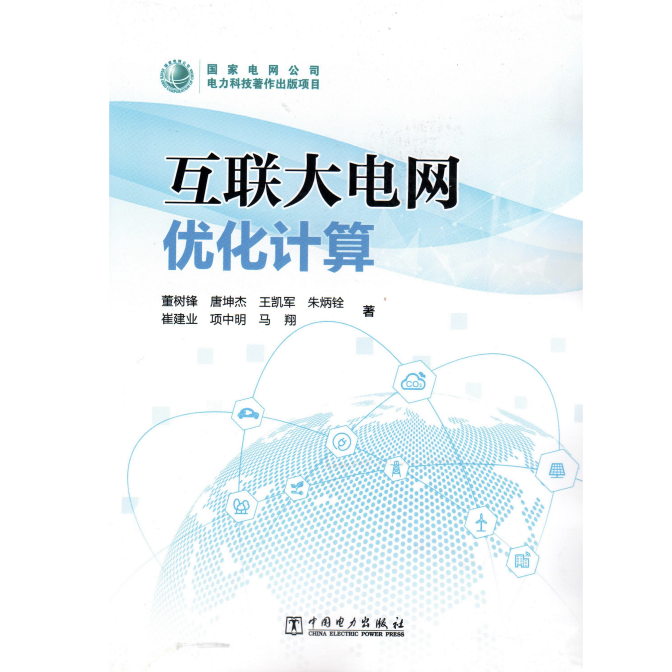 国家电网公司
电力科技著作出版项目
互联大电网
优化计算
董树锋 唐坤杰 王凯军 朱炳铨
崔建业 项中明 马翔 著
CO₂
中国电力出版社
CHINA ELECTRIC POWER PRESS